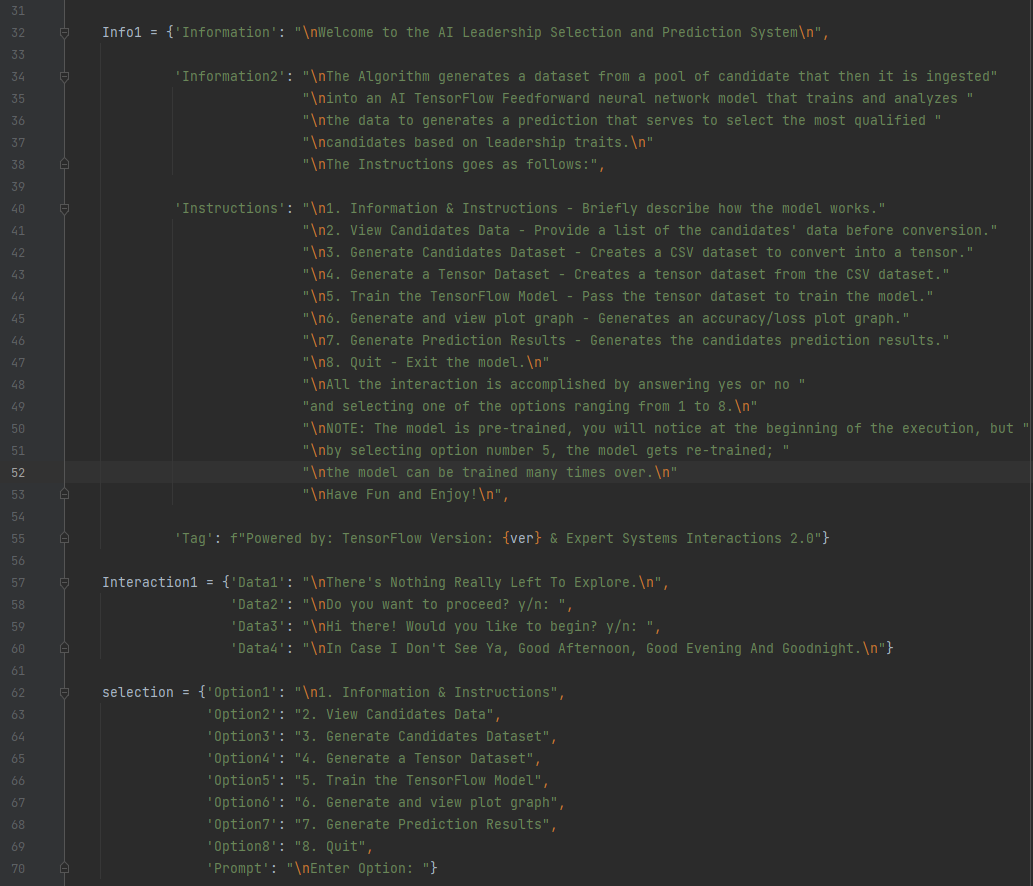 31
32 Info1 = {'Information': "\nWelcome to the AI Leadership Selection and Prediction System\n",
33
34 'Information2': "\nThe Algorithm generates a dataset from a pool of candidate that then it is ingested"
35 "\ninto an AI TensorFlow Feedforward neural network model that trains and analyzes "
36 "\nthe data to generates a prediction that serves to select the most qualified "
37 "\ncandidates based on leadership traits.\n"
38 "\nThe Instructions goes as follows:",
39
40 'Instructions': "\n1. Information & Instructions - Briefly describe how the model works."
41 "\n2. View Candidates Data - Provide a list of the candidates' data before conversion."
42 "\n3. Generate Candidates Dataset - Creates a CSV dataset to convert into a tensor."
43 "\n4. Generate a Tensor Dataset - Creates a tensor dataset from the CSV dataset."
44 "\n5. Train the TensorFlow Model - Pass the tensor dataset to train the model."
45 "\n6. Generate and view plot graph - Generates an accuracy/loss plot graph."
46 "\n7. Generate Prediction Results - Generates the candidates prediction results."
47 "\n8. Quit - Exit the model.\n"
48 "\nAll the interaction is accomplished by answering yes or no "
49 "and selecting one of the options ranging from 1 to 8.\n"
50 "\nNOTE: The model is pre-trained, you will notice at the beginning of the execution, but "
51 "\nby selecting option number 5, the model gets re-trained; "
52 "\nthe model can be trained many times over.\n"
53 "\nHave Fun and Enjoy!\n",
54
55 'Tag': f"Powered by: TensorFlow Version: {ver} & Expert Systems Interactions 2.0"}
56
57 Interaction1 = {'Data1': "\nThere's Nothing Really Left To Explore.\n",
58 'Data2': "\nDo you want to proceed? y/n: ",
59 'Data3': "\nHi there! Would you like to begin? y/n: ",
60 'Data4': "\nIn Case I Don't See Ya, Good Afternoon, Good Evening And Goodnight.\n"}
61
62 selection = {'Option1': "\n1. Information & Instructions",
63 'Option2': "2. View Candidates Data",
64 'Option3': "3. Generate Candidates Dataset",
65 'Option4': "4. Generate a Tensor Dataset",
66 'Option5': "5. Train the TensorFlow Model",
67 'Option6': "6. Generate and view plot graph",
68 'Option7': "7. Generate Prediction Results",
69 'Option8': "8. Quit",
70 'Prompt': "\nEnter Option: "}